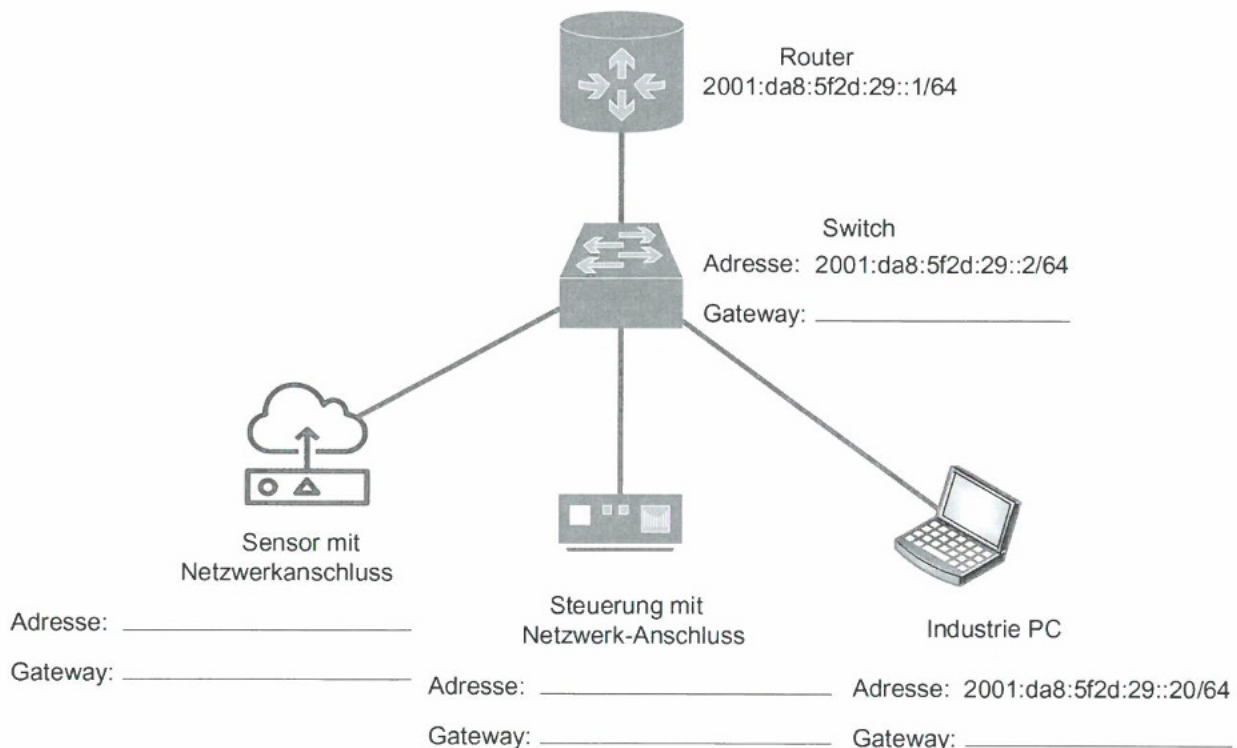 Router
2001:da8:5f2d:29::1/64
Switch
Adresse: 2001:da8:5f2d:29::2/64
Gateway:
Sensor mit
Netzwerkanschluss
Adresse:
Gateway:
Steuerung mit
Netzwerk-Anschluss
Adresse:
Gateway:
Industrie PC
Adresse: 2001:da8:5f2d:29::20/64
Gateway: